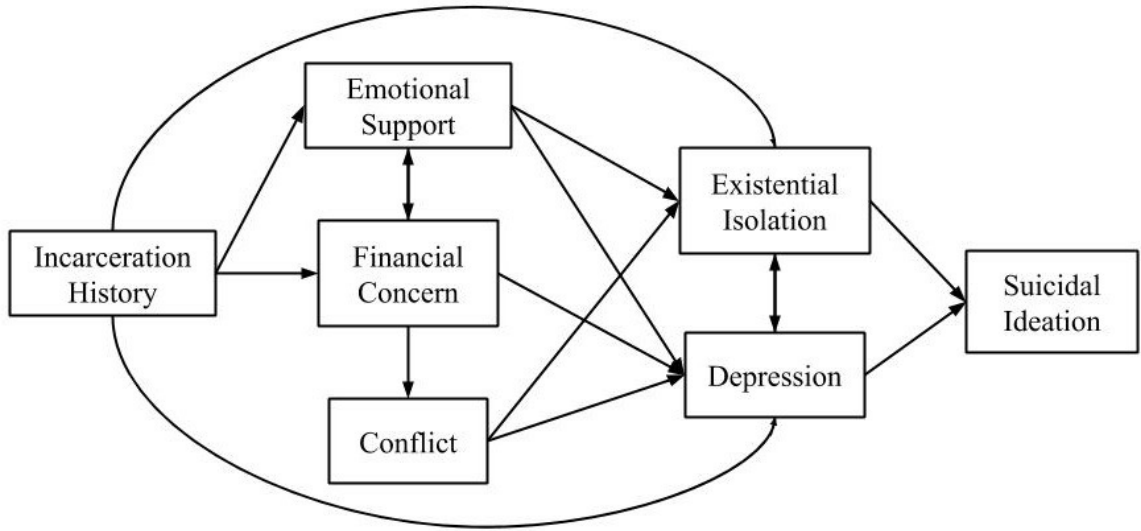 Emotional
Support
Existential
Isolation
Incarceration
History
Financial
Concern
Suicidal
Ideation
Depression
Conflict